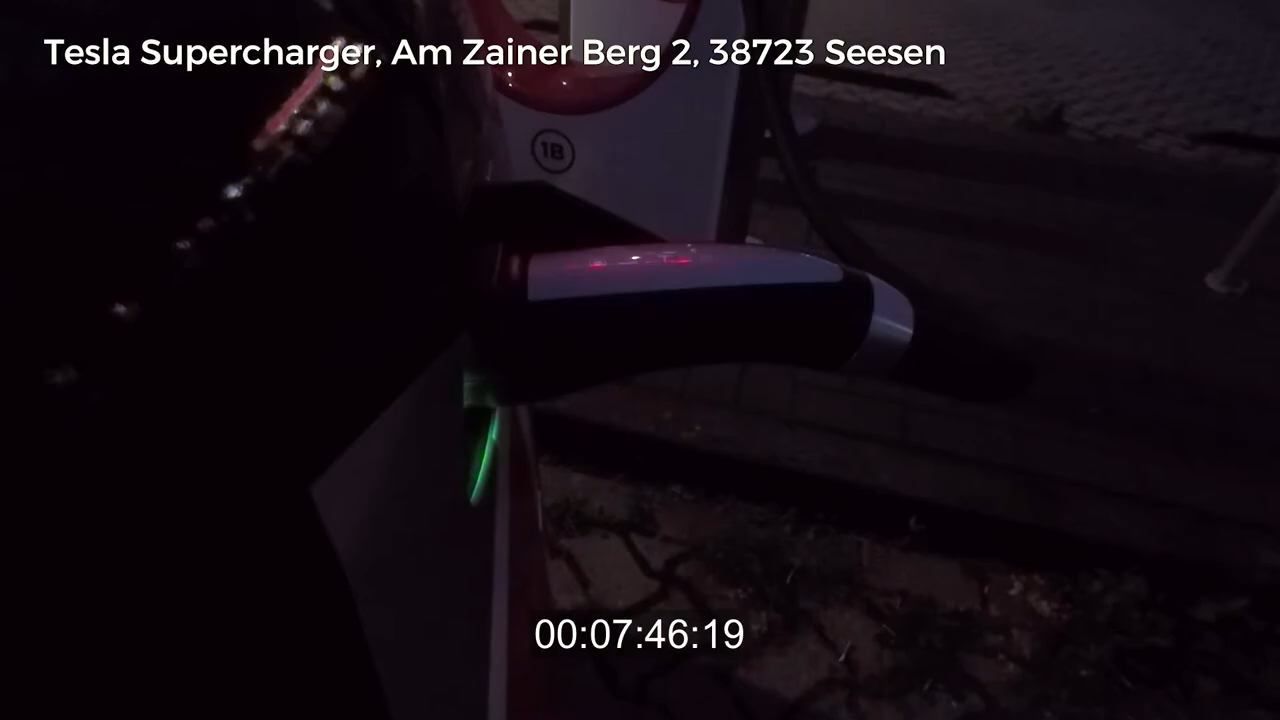 Tesla Supercharger, Am Zainer Berg 2, 38723 Seesen
1B
00:07:46:19